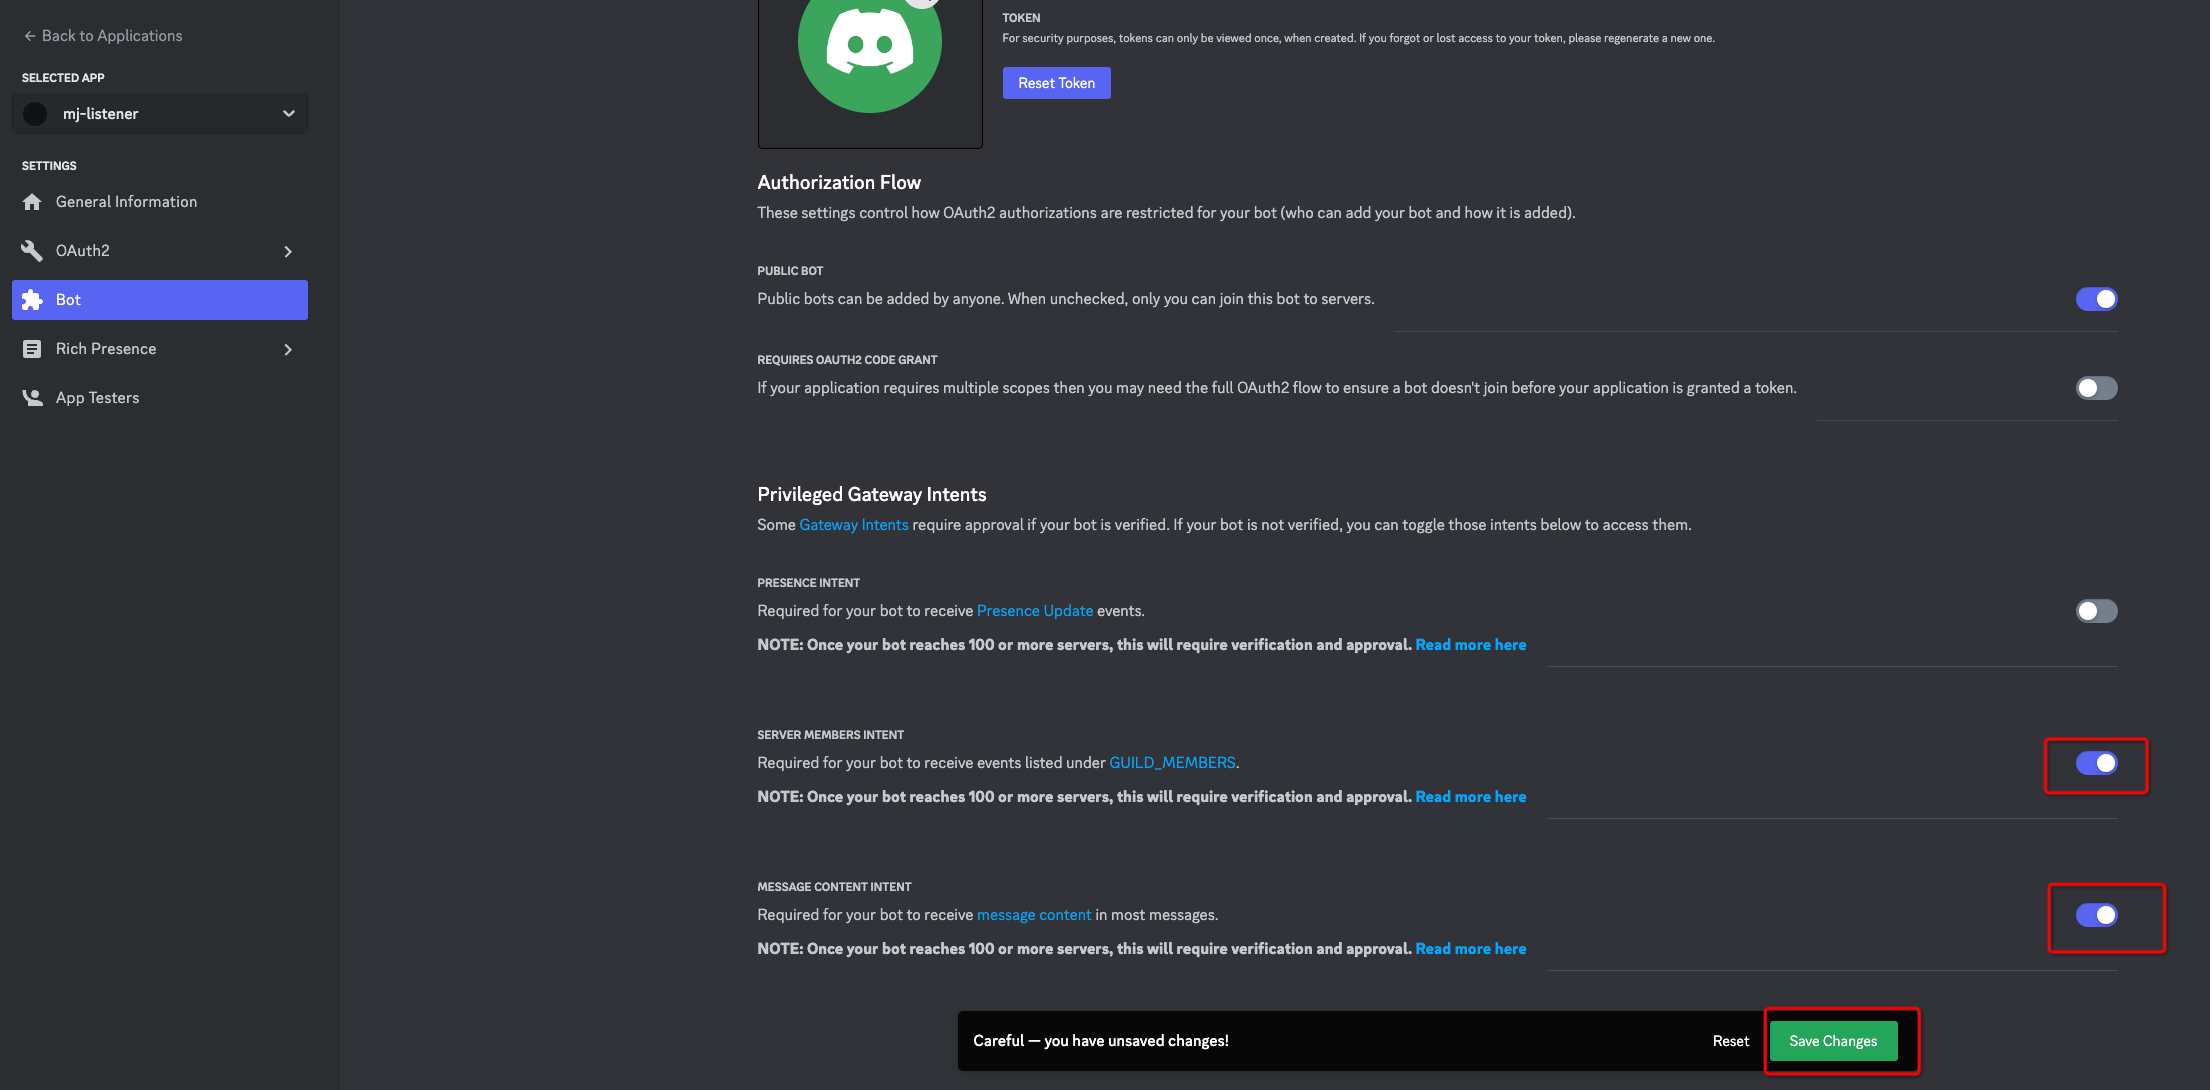 Back to Applications
SELECTED APP
mj-listener
SETTINGS
General Information
OAuth2
Bot
Rich Presence
App Testers
TOKEN
For security purposes, tokens can only be viewed once, when created. If you forgot or lost access to your token, please regenerate a new one.
Reset Token
Authorization Flow
These settings control how OAuth2 authorizations are restricted for your bot (who can add your bot and how it is added).
PUBLIC BOT
Public bots can be added by anyone. When unchecked, only you can join this bot to servers.
REQUIRES OAUTH2 CODE GRANT
If your application requires multiple scopes then you may need the full OAuth2 flow to ensure a bot doesn't join before your application is granted a token.
Privileged Gateway Intents
Some Gateway Intents require approval if your bot is verified. If your bot is not verified, you can toggle those intents below to access them.
PRESENCE INTENT
Required for your bot to receive Presence Update events.
NOTE: Once your bot reaches 100 or more servers, this will require verification and approval. Read more here
SERVER MEMBERS INTENT
Required for your bot to receive events listed under GUILD_MEMBERS.
NOTE: Once your bot reaches 100 or more servers, this will require verification and approval. Read more here
MESSAGE CONTENT INTENT
Required for your bot to receive message content in most messages.
NOTE: Once your bot reaches 100 or more servers, this will require verification and approval. Read more here
Careful — you have unsaved changes!
Reset
Save Changes